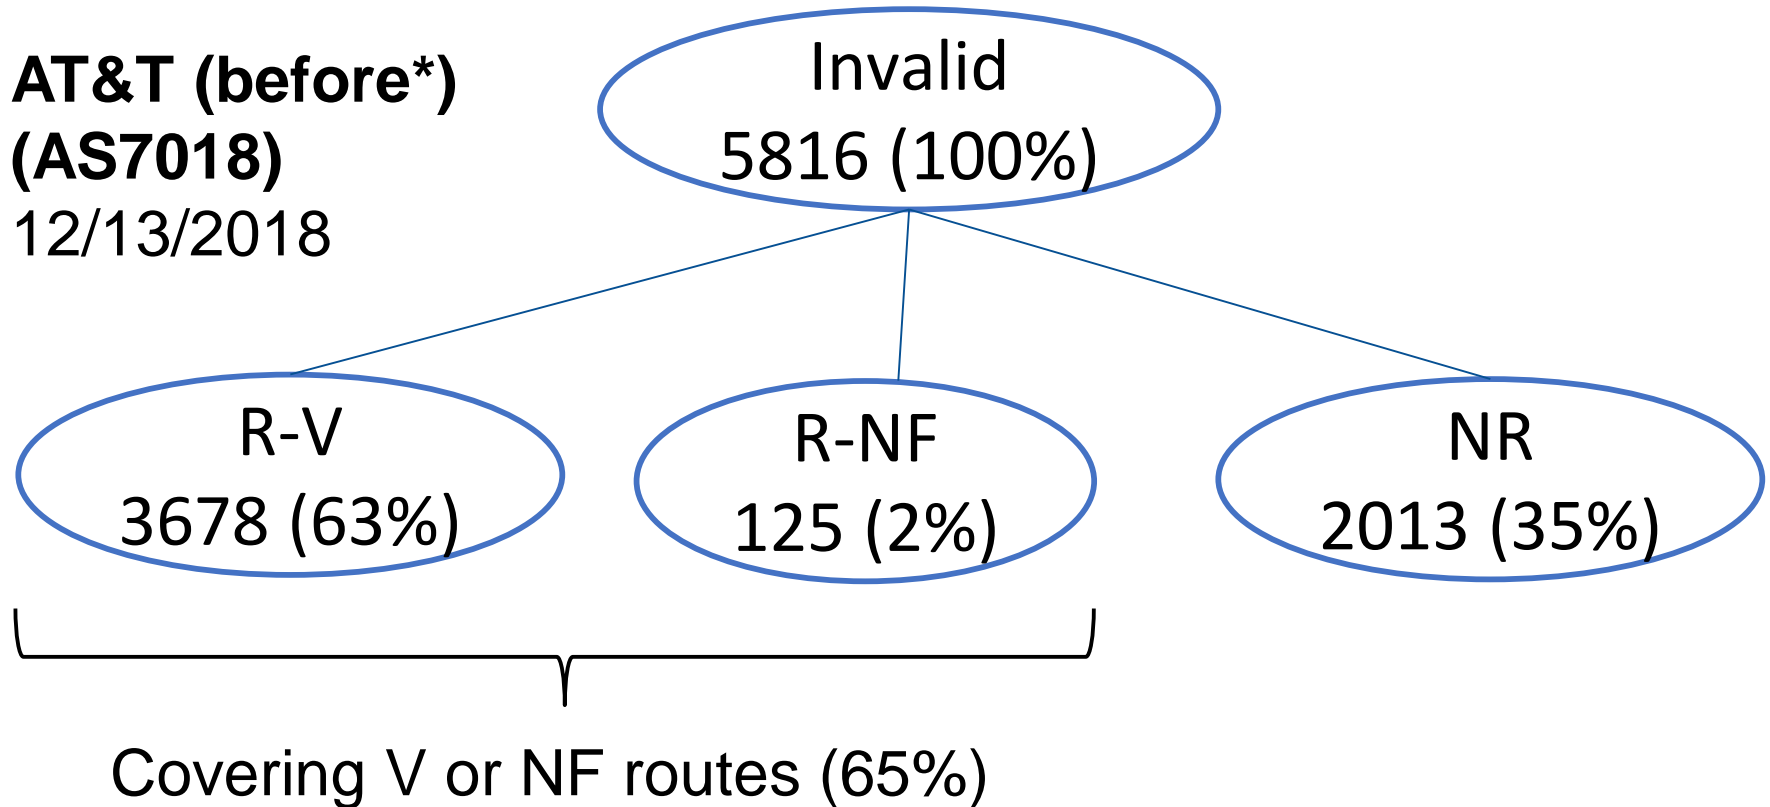 AT&T (before*)
(AS7018)
12/13/2018
Invalid
5816 (100%)
R-V
3678 (63%)
R-NF
125 (2%)
NR
2013 (35%)
Covering V or NF routes (65%)